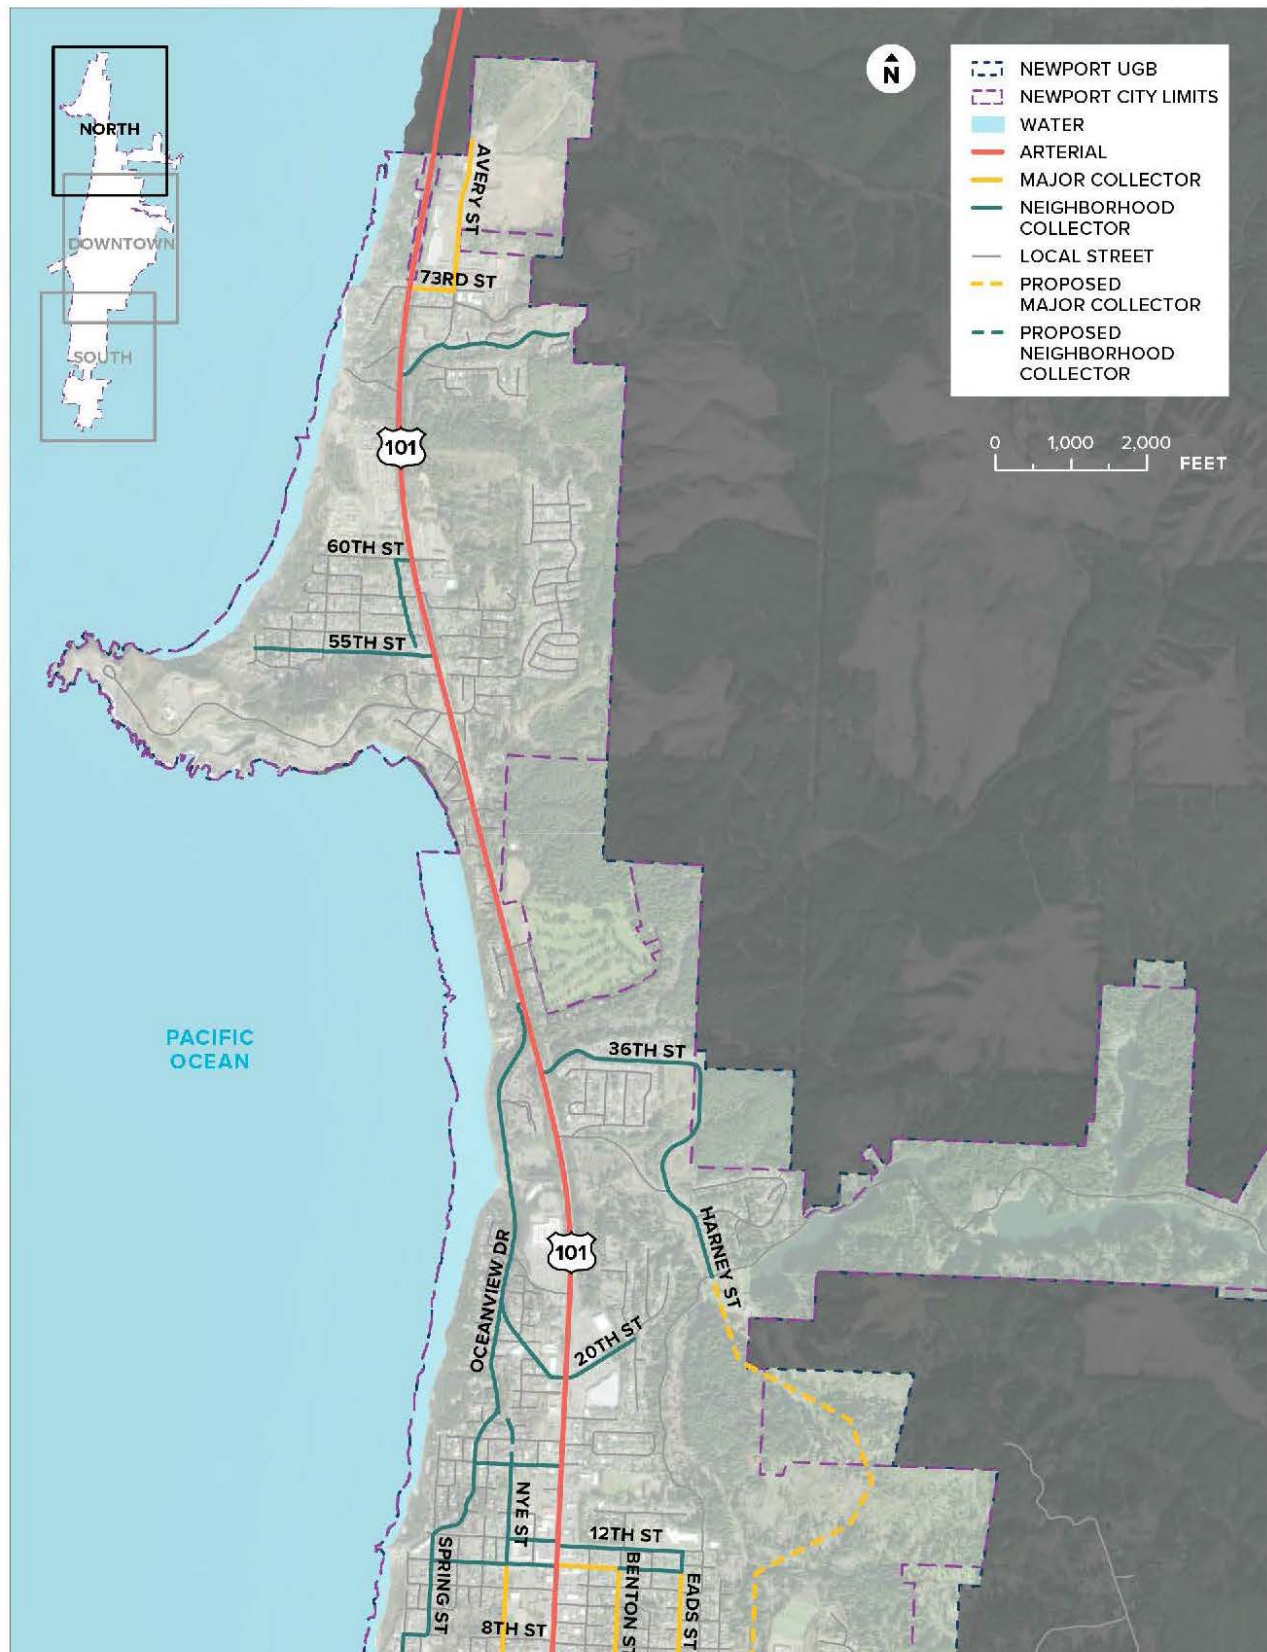 NORTH
DOWNTOWN
SOUTH
N
NEWPORT UGB
NEWPORT CITY LIMITS
WATER
ARTERIAL
MAJOR COLLECTOR
NEIGHBORHOOD
COLLECTOR
LOCAL STREET
PROPOSED
MAJOR COLLECTOR
PROPOSED
NEIGHBORHOOD
COLLECTOR
0 1,000 2,000
FEET
AVERY ST
73RD ST
101
60TH ST
55TH ST
PACIFIC
OCEAN
36TH ST
HARNEY ST
101
OCEANVIEW DR
20TH ST
NYE ST
12TH ST
SPRING ST
BENTON ST
EADS ST
8TH ST